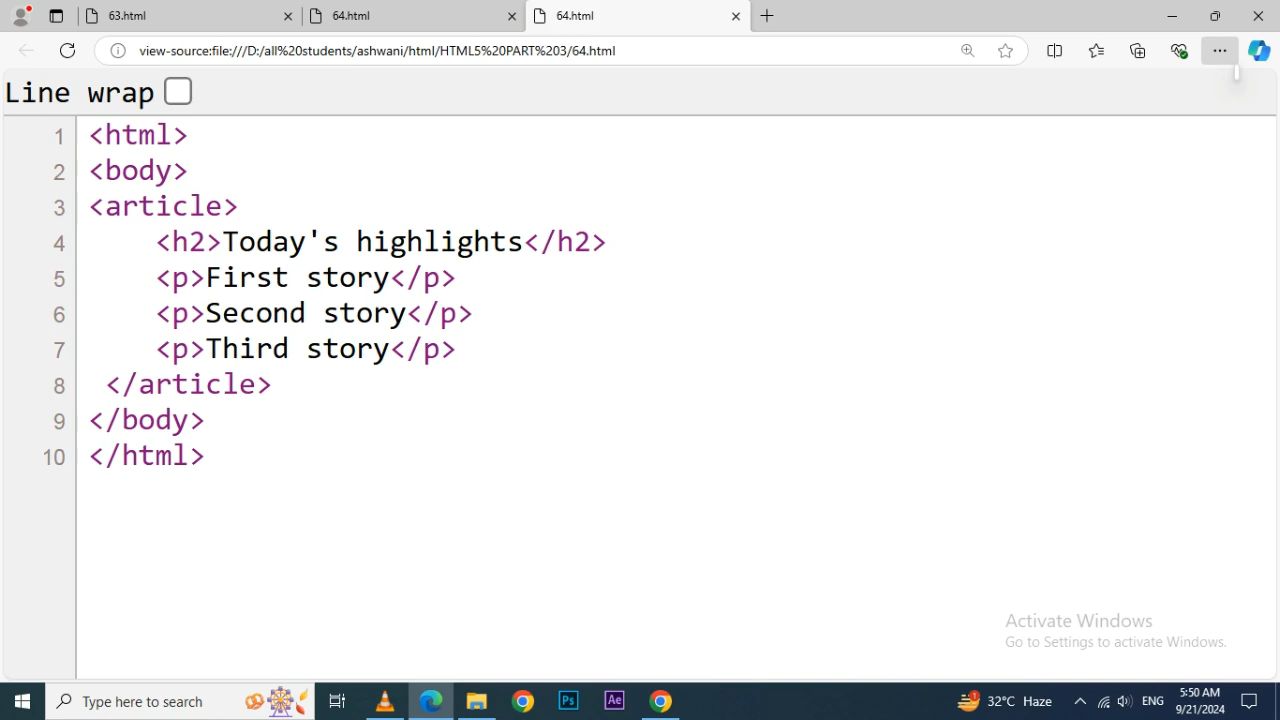 63.html
64.html
64.html
view-source:file:///D:/all%20students/ashwani/html/HTML5%20PART%203/64.html
Line wrap
1 <html>
2 <body>
3 <article>
4 <h2>Today's highlights</h2>
5 <p>First story</p>
6 <p>Second story</p>
7 <p>Third story</p>
8 </article>
9 </body>
10 </html>
Activate Windows
Go to Settings to activate Windows.
Type here to search
Ps
Ae
1
32°C Haze
ENG
5:50 AM
9/21/2024